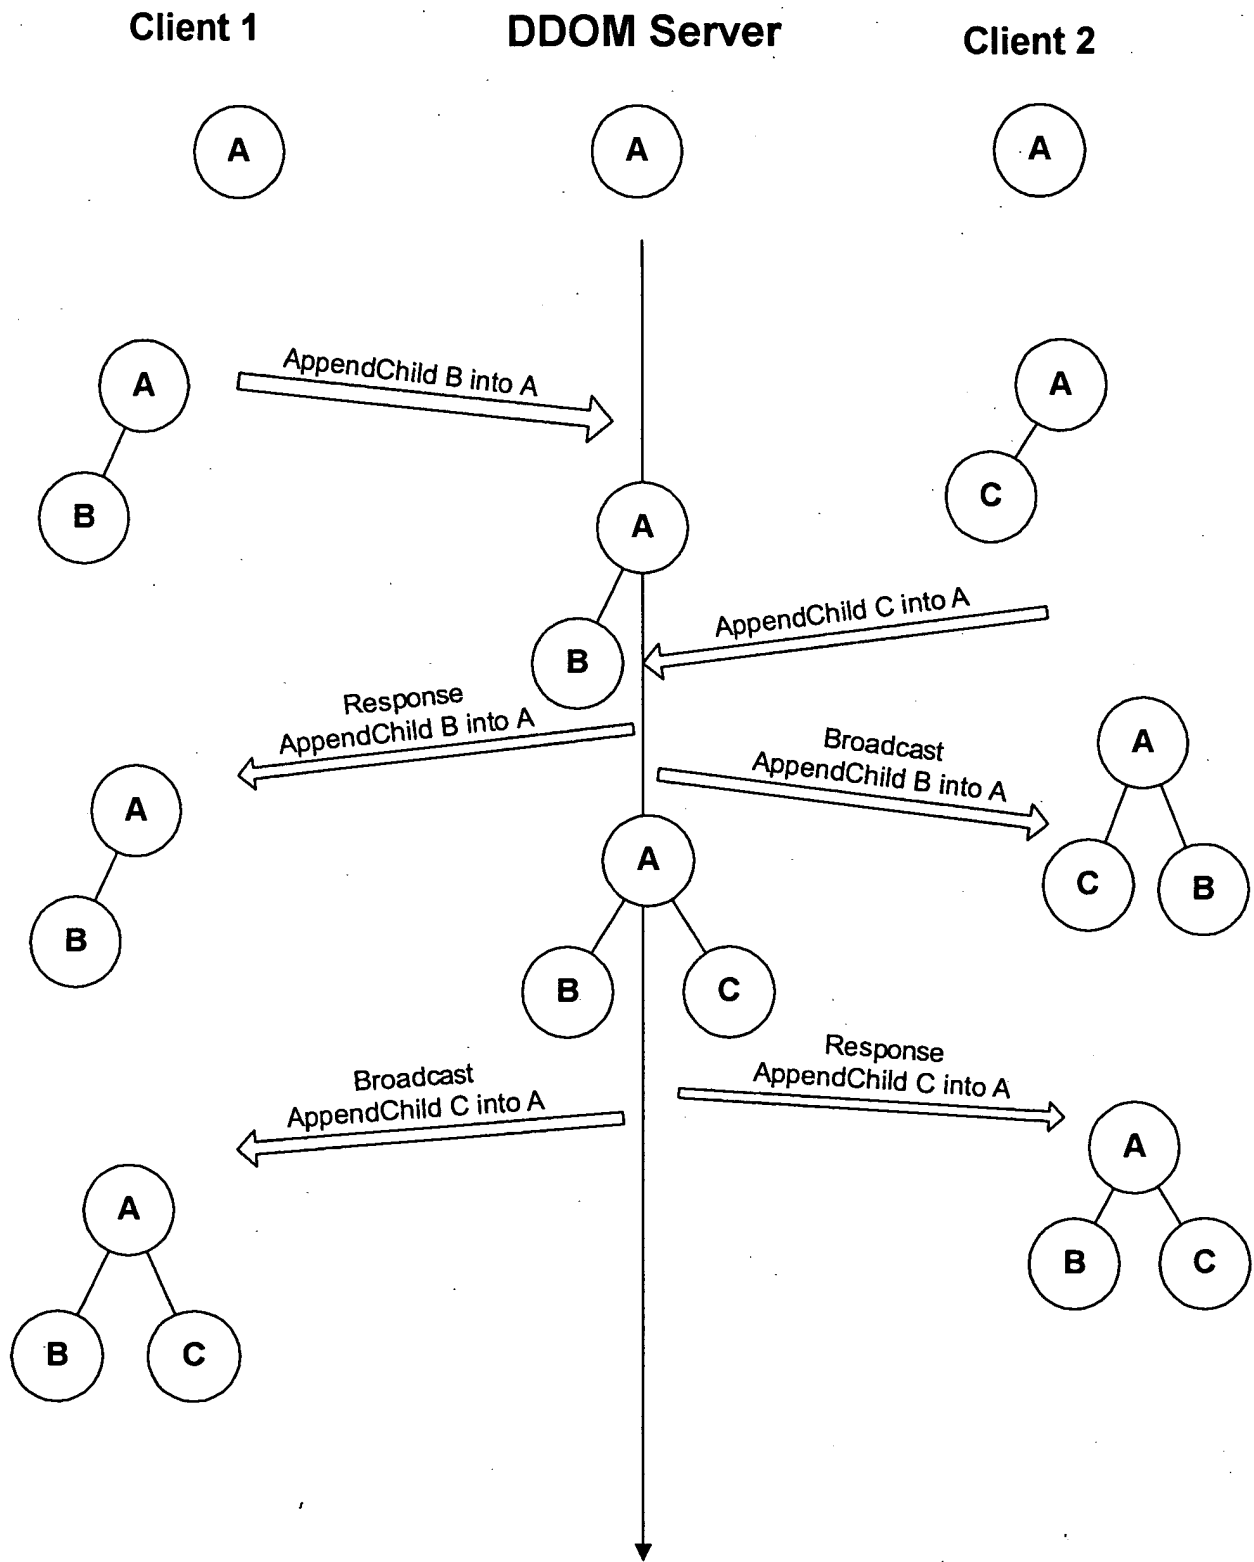 Client 1
DDOM Server
Client 2
A
A
A
AppendChild B into A
A
A
B
C
A
AppendChild C into A
B
Response
AppendChild B into A
Broadcast
AppendChild B into A
A
A
A
C
B
B
B
C
Broadcast
AppendChild C into A
Response
AppendChild C into A
A
A
B
C
B
C